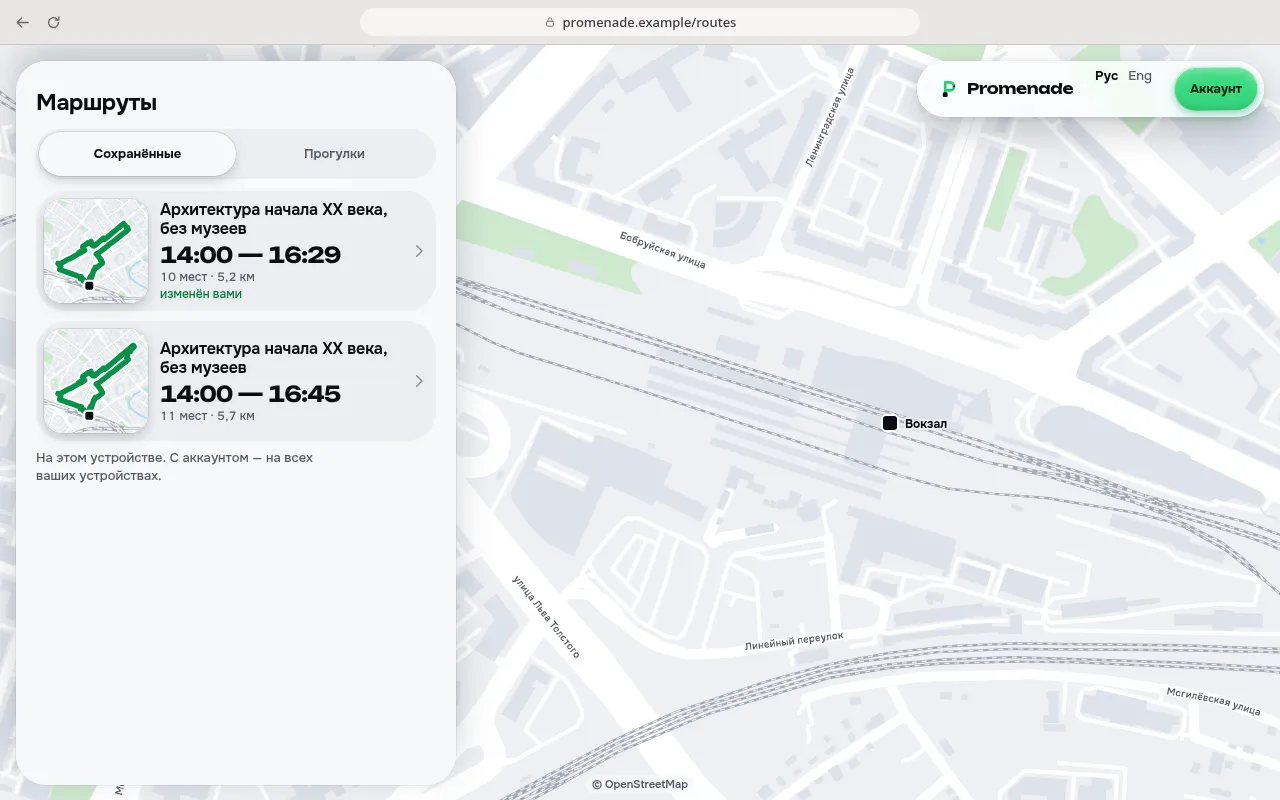 promenade.example/routes
Маршруты
Сохранённые
Прогулки
Архитектура начала XX века,
без музеев
14:00 — 16:29
10 мест · 5,2 км
изменён вами
Архитектура начала XX века,
без музеев
14:00 — 16:45
11 мест · 5,7 км
На этом устройстве. С аккаунтом — на всех
ваших устройствах.
Promenade
Рус
Eng
Аккаунт
Ленинградская улица
Бобруйская улица
Вокзал
улица Льва Толстого
Линейный переулок
Могилёвская улица
© OpenStreetMap